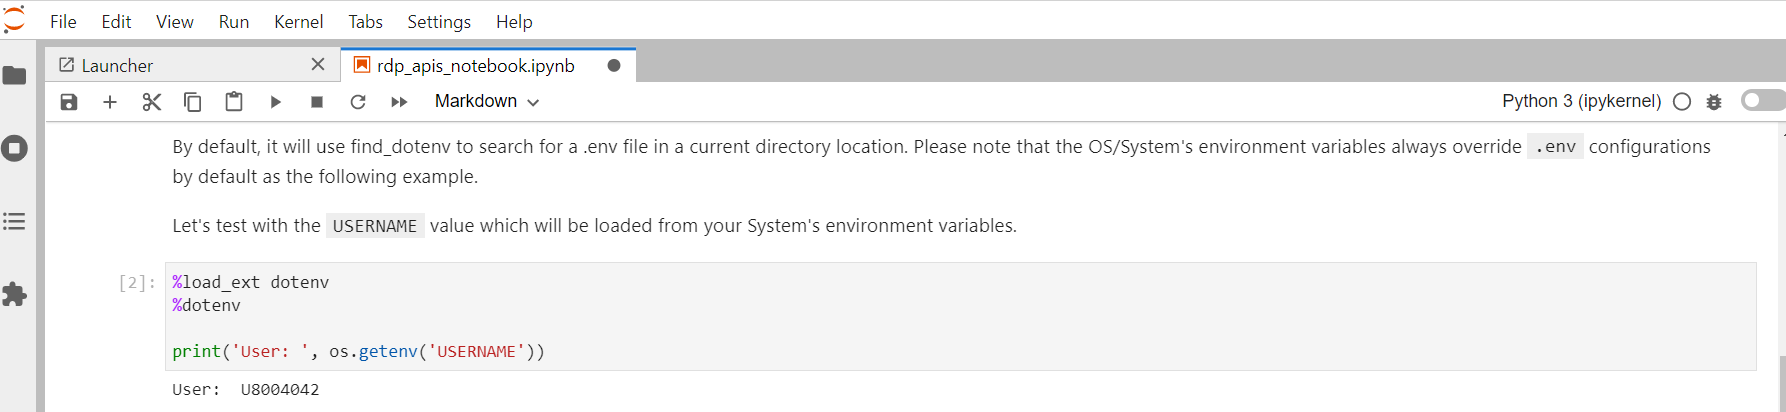 File Edit View Run Kernel Tabs Settings Help
Launcher rdp_apis_notebook.ipynb
Markdown Python 3 (ipykernel)
By default, it will use find_dotenv to search for a .env file in a current directory location. Please note that the OS/System's environment variables always override .env configurations
by default as the following example.
Let's test with the USERNAME value which will be loaded from your System's environment variables.
[2]: %load_ext dotenv
%dotenv
print('User: ', os.getenv('USERNAME'))
User:  U8004042